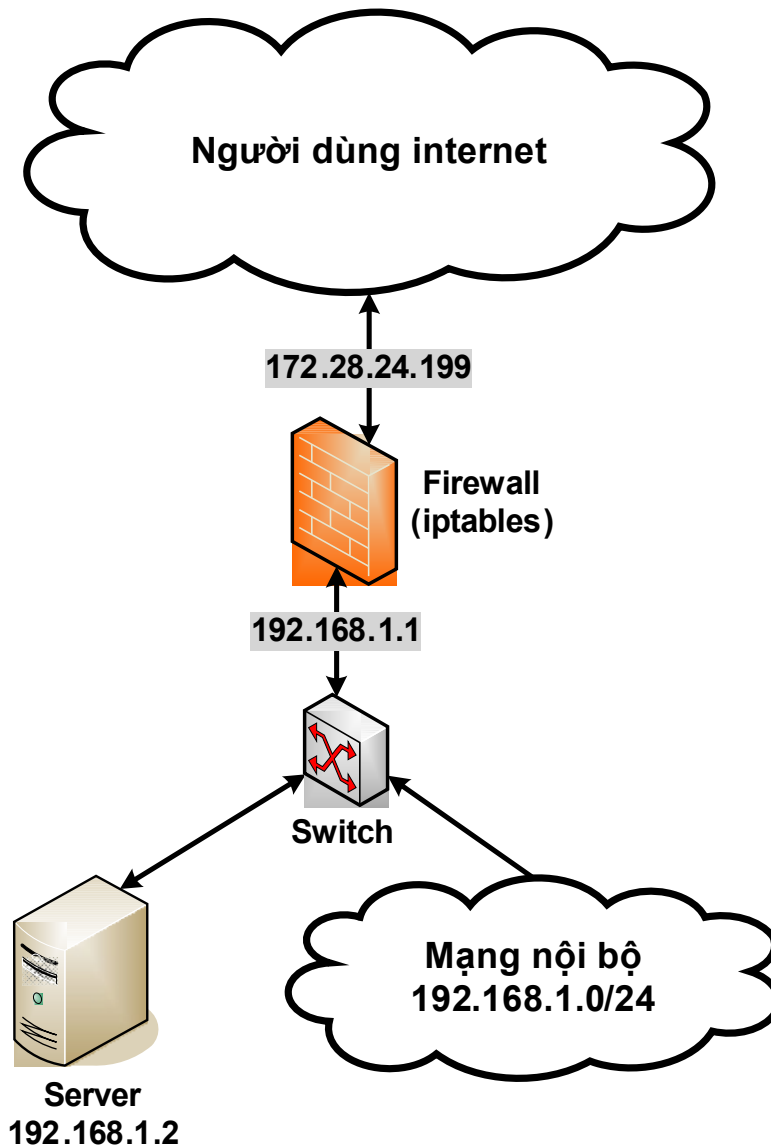 Người dùng internet
172.28.24.199
Firewall
(iptables)
192.168.1.1
Switch
Mạng nội bộ
192.168.1.0/24
Server
192.168.1.2